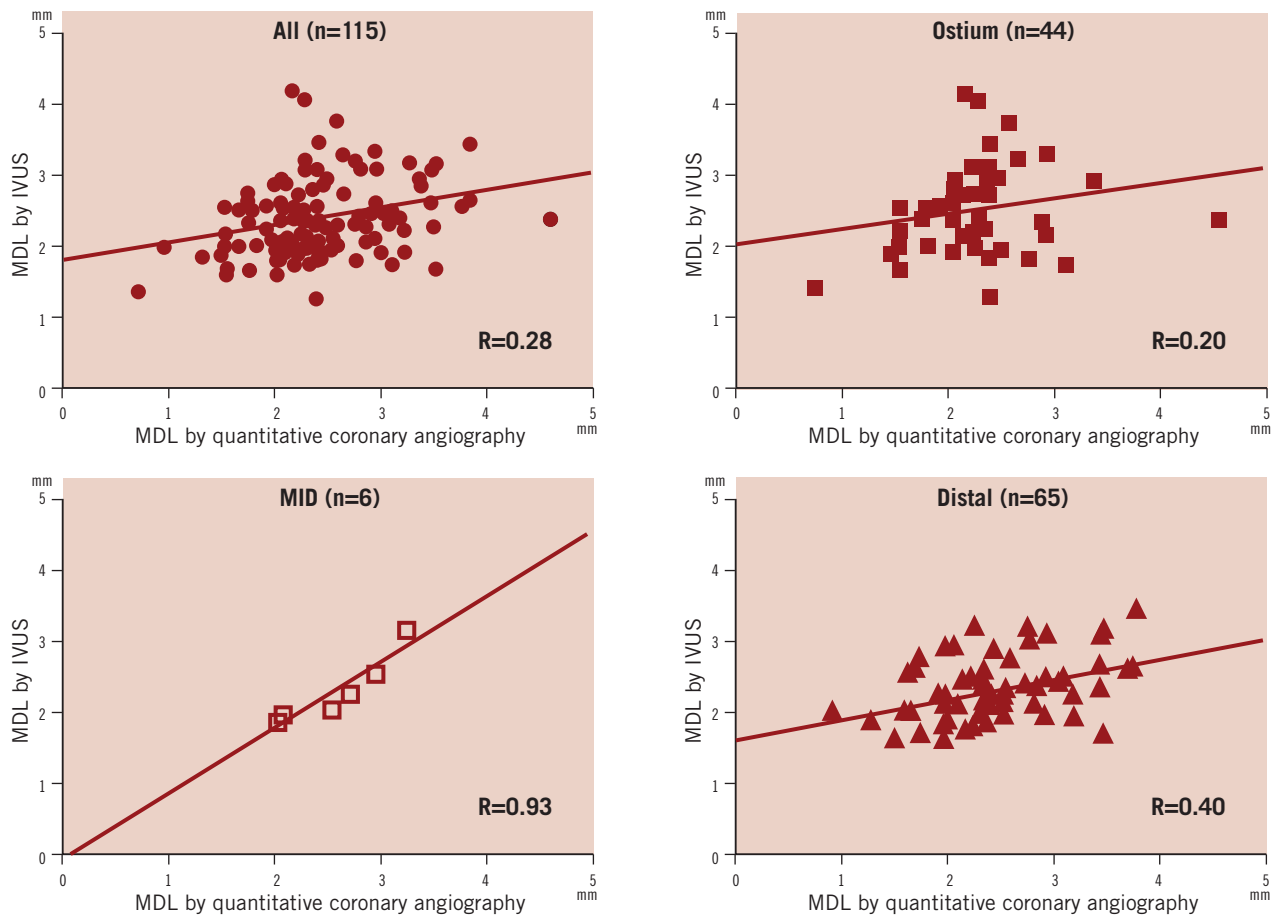 mm
All (n=115)
5
4
3
2
1
0
MDL by IVUS
R=0.28
0 1 2 3 4 5
MDL by quantitative coronary angiography
mm
mm
Ostium (n=44)
5
4
3
2
1
0
MDL by IVUS
R=0.20
0 1 2 3 4 5
MDL by quantitative coronary angiography
mm
mm
MID (n=6)
5
4
3
2
1
0
MDL by IVUS
R=0.93
0 1 2 3 4 5
MDL by quantitative coronary angiography
mm
mm
Distal (n=65)
5
4
3
2
1
0
MDL by IVUS
R=0.40
0 1 2 3 4 5
MDL by quantitative coronary angiography
mm